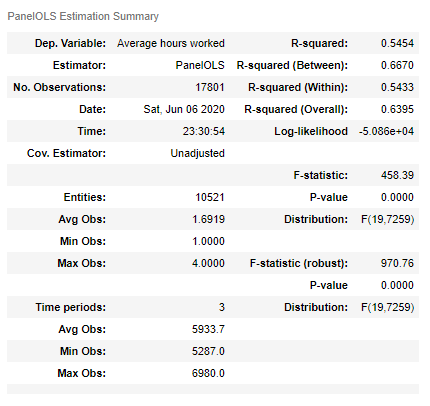 PanelOLS Estimation Summary
Dep. Variable: Average hours worked R-squared: 0.5454
Estimator: PanelOLS R-squared (Between): 0.6670
No. Observations: 17801 R-squared (Within): 0.5433
Date: Sat, Jun 06 2020 R-squared (Overall): 0.6395
Time: 23:30:54 Log-likelihood -5.086e+04
Cov. Estimator: Unadjusted
F-statistic: 458.39
Entities: 10521 P-value 0.0000
Avg Obs: 1.6919 Distribution: F(19,7259)
Min Obs: 1.0000
Max Obs: 4.0000 F-statistic (robust): 970.76
P-value 0.0000
Time periods: 3 Distribution: F(19,7259)
Avg Obs: 5933.7
Min Obs: 5287.0
Max Obs: 6980.0